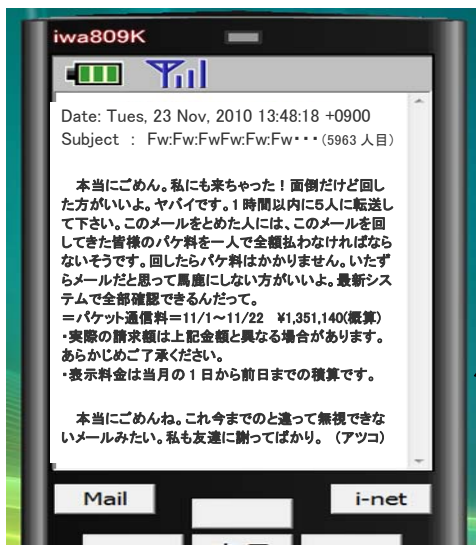 iwa809K
Date: Tues, 23 Nov, 2010 13:48:18 +0900
Subject : Fw:Fw:FwFw:Fw:Fw・・・(5963 人目)
本当にごめん。私にも来ちゃった！面倒だけど回し
た方がいいよ。ヤバイです。1 時間以内に5人に転送し
て下さい。このメールをとめた人には、このメールを回
してきた皆様のパケ料を一人で全額払わなければなら
ないそうです。回したらパケ料はかかりません。いたず
らメールだと思って馬鹿にしない方がいいよ。最新シス
テムで全部確認できるんだって。
＝パケット通信料＝11/1～11/22 ¥1,351,140(概算)
・実際の請求額は上記金額と異なる場合があります。
あらかじめご了承ください。
・表示料金は当月の 1 日から前日までの積算です。
本当にごめんね。これ今までのと違って無視できな
いメールみたい。私も友達に謝ってばかり。 (アツコ)
Mail
i-net